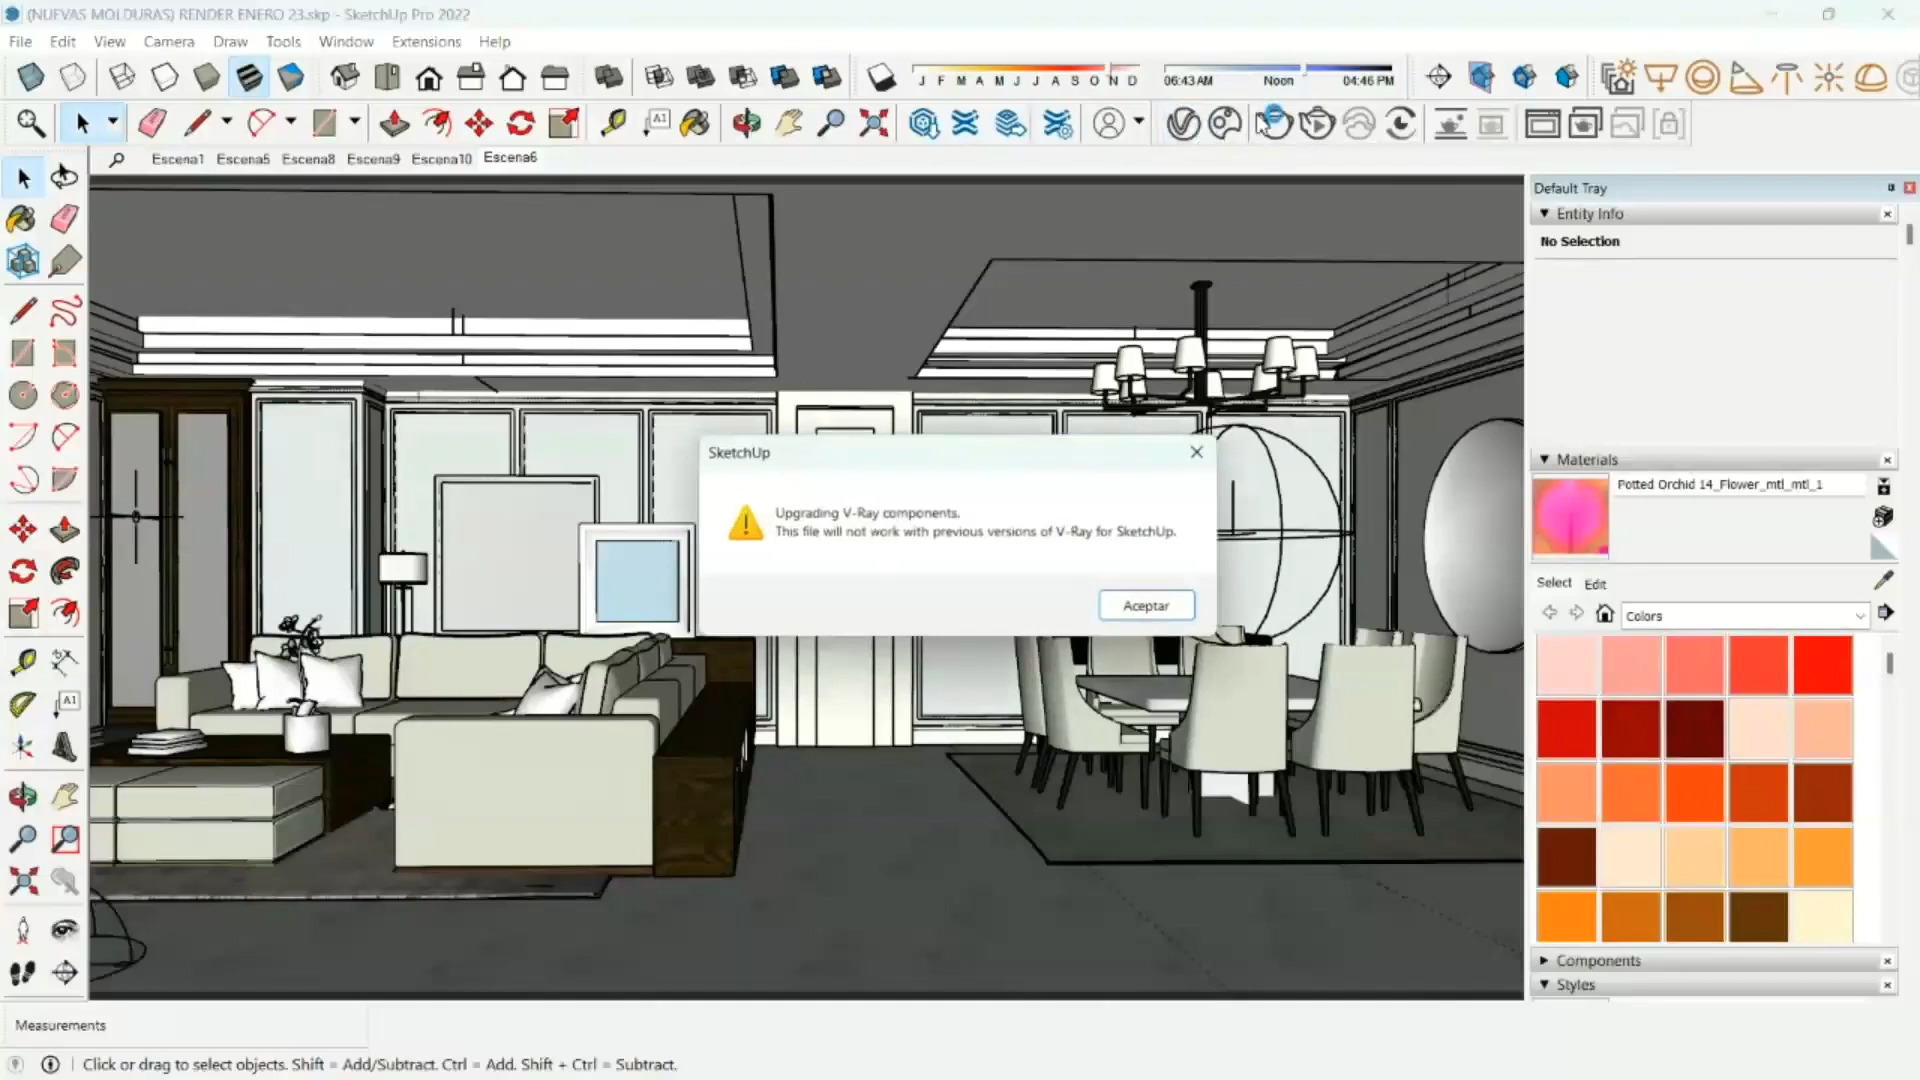 (NUEVAS MOLDURAS) RENDER ENERO 23.skp - SketchUp Pro 2022
File Edit View Camera Draw Tools Window Extensions Help
J F M A M J J A S O N D 06:43 AM Noon 04:46 PM
A1
Escena1 Escena5 Escena8 Escena9 Escena10 Escena6
Default Tray
Entity Info
No Selection
SketchUp
Upgrading V-Ray components.
This file will not work with previous versions of V-Ray for SketchUp.
Aceptar
Materials
Potted Orchid 14_Flower_mtl_mtl_1
Select Edit
Colors
A1
Components
Styles
Measurements
Click or drag to select objects. Shift = Add/Subtract. Ctrl = Add. Shift + Ctrl = Subtract.